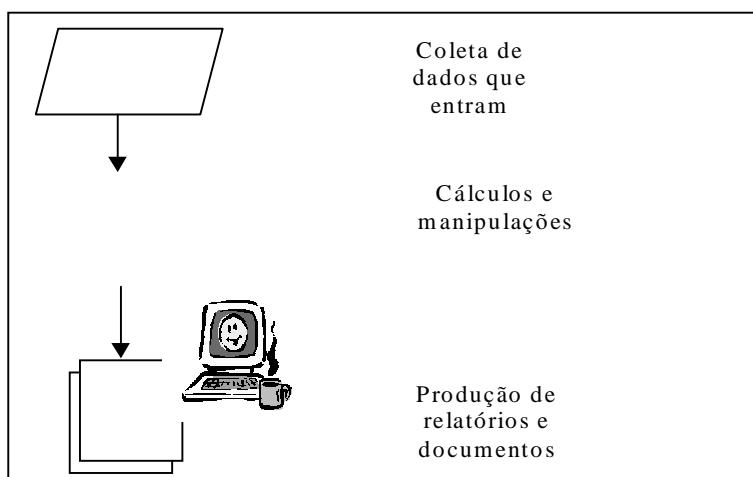 Coleta de
dados que
entram
Cálculos e
manipulações
Produção de
relatórios e
documentos